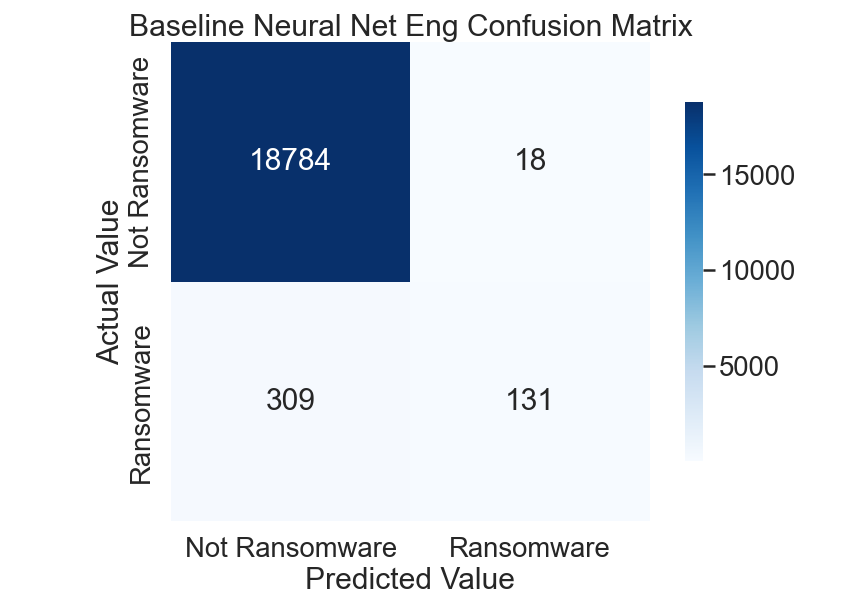 Baseline Neural Net Eng Confusion Matrix
Actual Value
Not Ransomware
Ransomware
18784
18
309
131
Not Ransomware
Ransomware
Predicted Value
15000
10000
5000